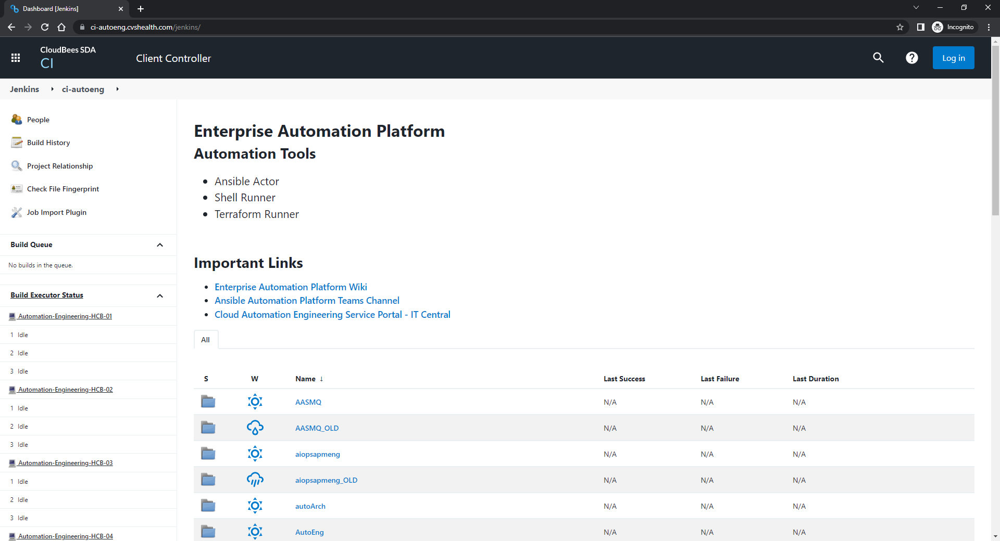 Dashboard [Jenkins]
ci-autoeng.cvshealth.com/jenkins/
Incognito
CloudBees SDA
CI
Client Controller
Log in
Jenkins
ci-autoeng
People
Build History
Project Relationship
Check File Fingerprint
Job Import Plugin
Build Queue
No builds in the queue.
Build Executor Status
Automation-Engineering-HCB-01
1 Idle
2 Idle
3 Idle
Automation-Engineering-HCB-02
1 Idle
2 Idle
3 Idle
Automation-Engineering-HCB-03
1 Idle
2 Idle
3 Idle
Automation-Engineering-HCB-04
Enterprise Automation Platform
Automation Tools
Ansible Actor
Shell Runner
Terraform Runner
Important Links
Enterprise Automation Platform Wiki
Ansible Automation Platform Teams Channel
Cloud Automation Engineering Service Portal - IT Central
All
S W Name ↓ Last Success Last Failure Last Duration
AASMQ N/A N/A N/A
AASMQ_OLD N/A N/A N/A
aiopsapmeng N/A N/A N/A
aiopsapmeng_OLD N/A N/A N/A
autoArch N/A N/A N/A
AutoEng N/A N/A N/A